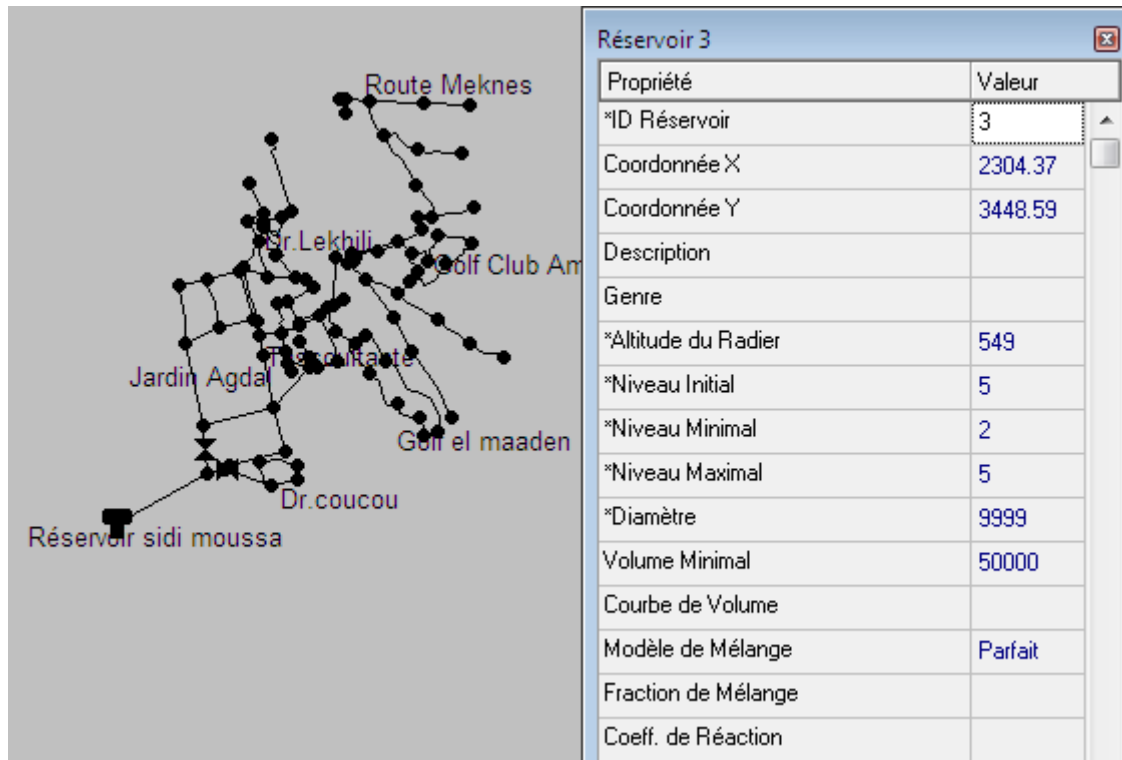 Route Meknes
Dr.Lekhili
Golf Club Am
Tassoultante
Jardin Agdal
Golf el maaden
Dr.coucou
Réservoir sidi moussa
Réservoir 3
Propriété Valeur
*ID Réservoir 3
Coordonnée X 2304.37
Coordonnée Y 3448.59
Description
Genre
*Altitude du Radier 549
*Niveau Initial 5
*Niveau Minimal 2
*Niveau Maximal 5
*Diamètre 9999
Volume Minimal 50000
Courbe de Volume
Modèle de Mélange Parfait
Fraction de Mélange
Coeff. de Réaction